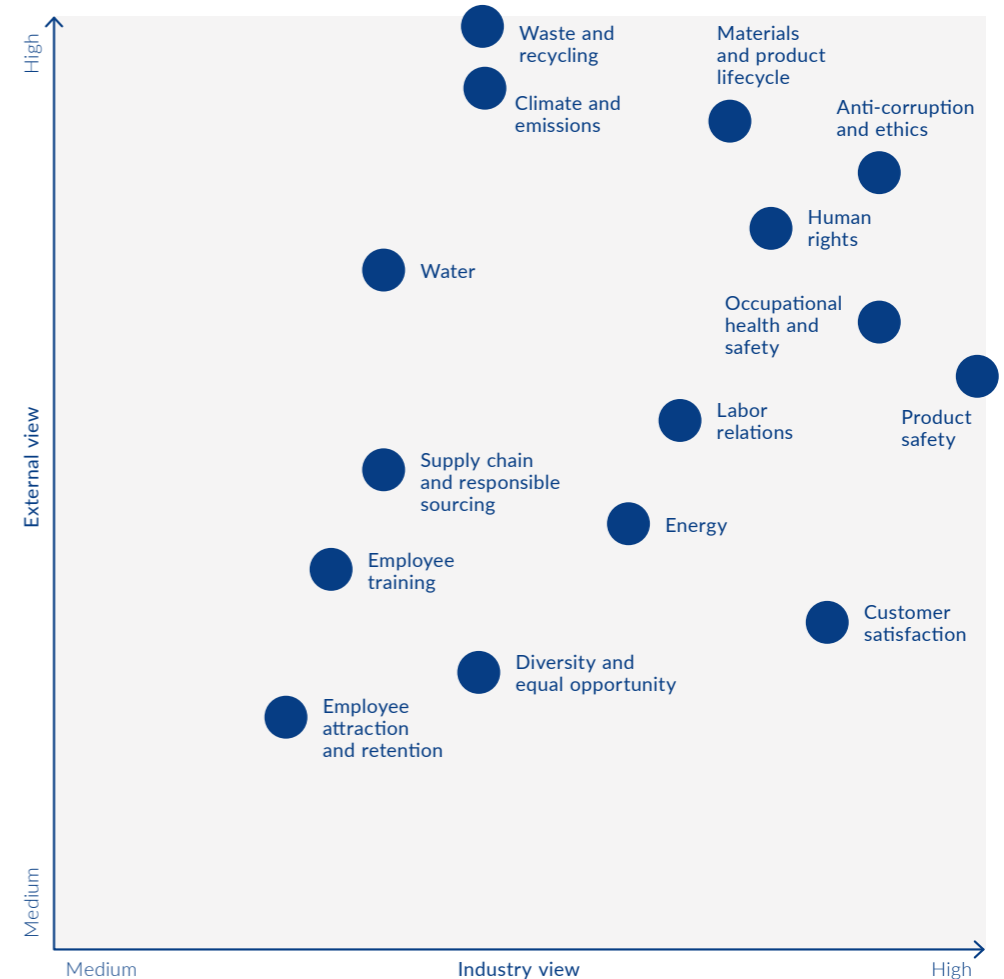 High
Waste and
recycling
Materials
and product
lifecycle
Climate and
emissions
Anti-corruption
and ethics
Human
rights
Water
Occupational
health and
safety
Labor
relations
Product
safety
External view
Supply chain
and responsible
sourcing
Energy
Employee
training
Customer
satisfaction
Diversity and
equal opportunity
Employee
attraction
and retention
Medium
Medium
Industry view
High